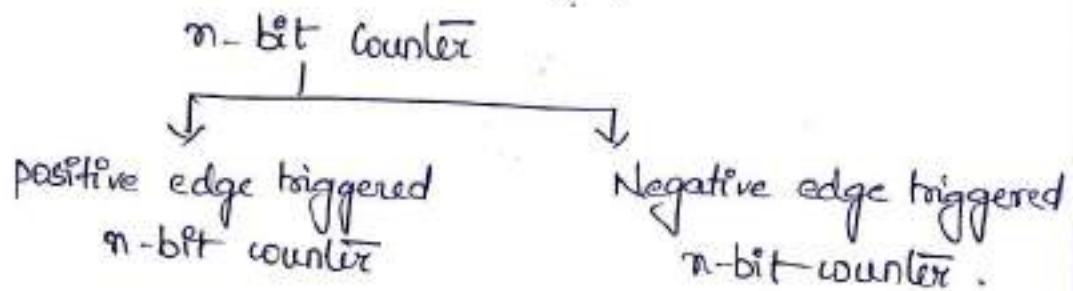 n-bit Counter
positive edge triggered
n-bit counter
Negative edge triggered
n-bit-counter.